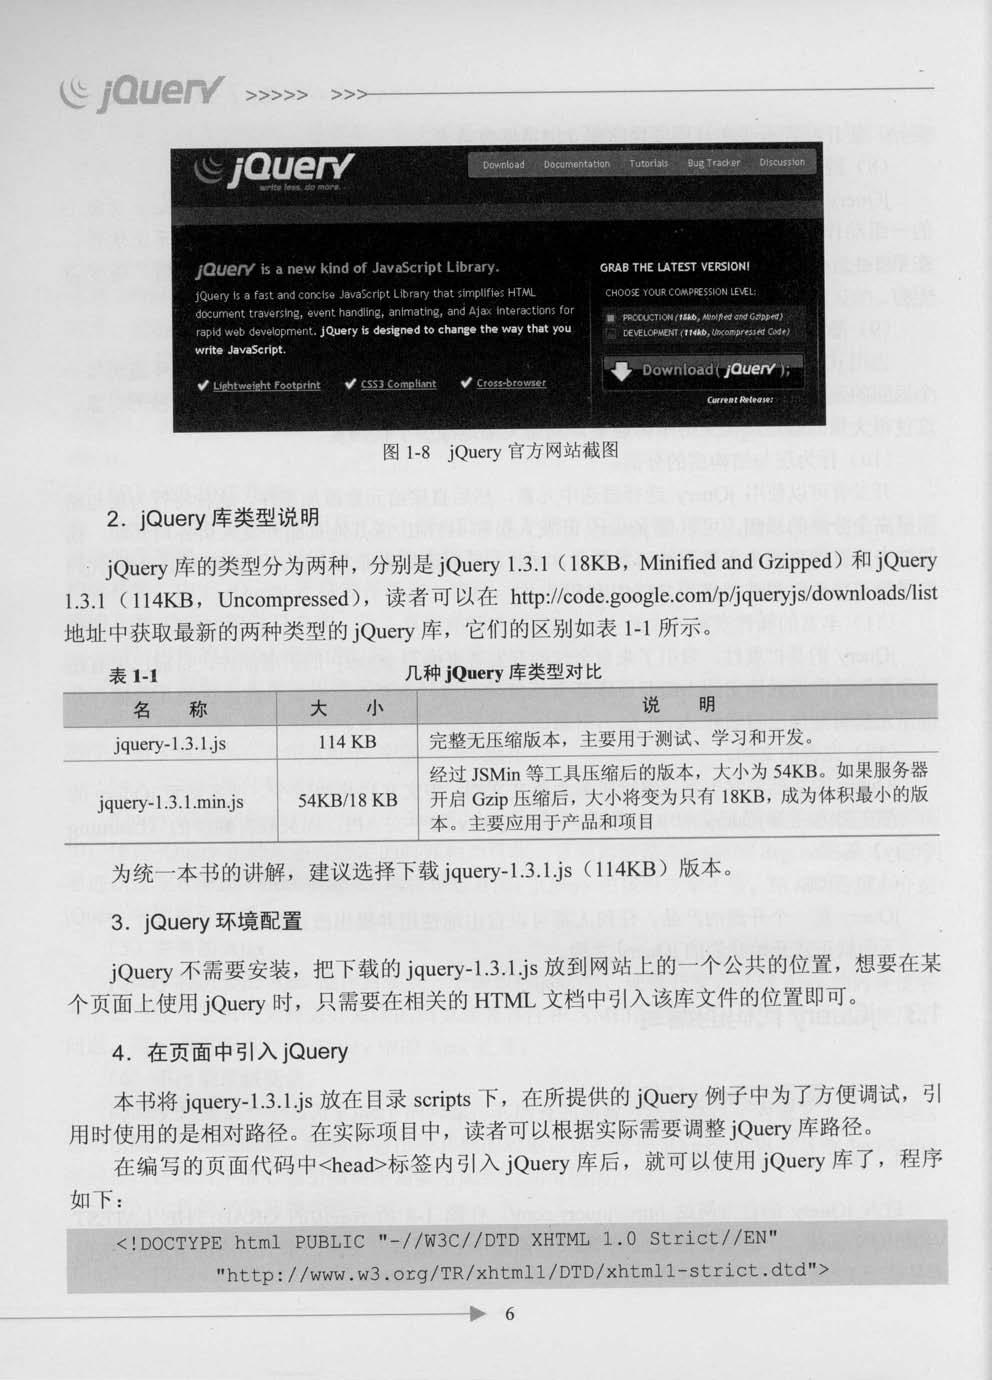 jQuery >>>>> >>>
jQuery
write less, do more.
Download Documentation Tutorials Bug Tracker Discussion
jQuery is a new kind of JavaScript Library.
jQuery is a fast and concise JavaScript Library that simplifies HTML
document traversing, event handling, animating, and Ajax interactions for
rapid web development. jQuery is designed to change the way that you
write JavaScript.
✔ Lightweight Footprint ✔ CSS3 Compliant ✔ Cross-browser
GRAB THE LATEST VERSION!
CHOOSE YOUR COMPRESSION LEVEL:
PRODUCTION (18kb, Minified and Gzipped)
DEVELOPMENT (114kb, Uncompressed Code)
Download( jQuery );
Current Release:
图 1-8 jQuery 官方网站截图
2．jQuery 库类型说明
jQuery 库的类型分为两种，分别是 jQuery 1.3.1（18KB，Minified and Gzipped）和 jQuery
1.3.1（114KB，Uncompressed），读者可以在 http://code.google.com/p/jqueryjs/downloads/list
地址中获取最新的两种类型的 jQuery 库，它们的区别如表 1-1 所示。
表 1-1 几种 jQuery 库类型对比
名 称 大 小 说 明
jquery-1.3.1.js 114 KB 完整无压缩版本，主要用于测试、学习和开发。
经过 JSMin 等工具压缩后的版本，大小为 54KB。如果服务器
jquery-1.3.1.min.js 54KB/18 KB 开启 Gzip 压缩后，大小将变为只有 18KB，成为体积最小的版
本。主要应用于产品和项目
为统一本书的讲解，建议选择下载 jquery-1.3.1.js（114KB）版本。
3．jQuery 环境配置
jQuery 不需要安装，把下载的 jquery-1.3.1.js 放到网站上的一个公共的位置，想要在某
个页面上使用 jQuery 时，只需要在相关的 HTML 文档中引入该库文件的位置即可。
4．在页面中引入 jQuery
本书将 jquery-1.3.1.js 放在目录 scripts 下，在所提供的 jQuery 例子中为了方便调试，引
用时使用的是相对路径。在实际项目中，读者可以根据实际需要调整 jQuery 库路径。
在编写的页面代码中<head>标签内引入 jQuery 库后，就可以使用 jQuery 库了，程序
如下：
<!DOCTYPE html PUBLIC "-//W3C//DTD XHTML 1.0 Strict//EN"
"http://www.w3.org/TR/xhtml1/DTD/xhtml1-strict.dtd">
6